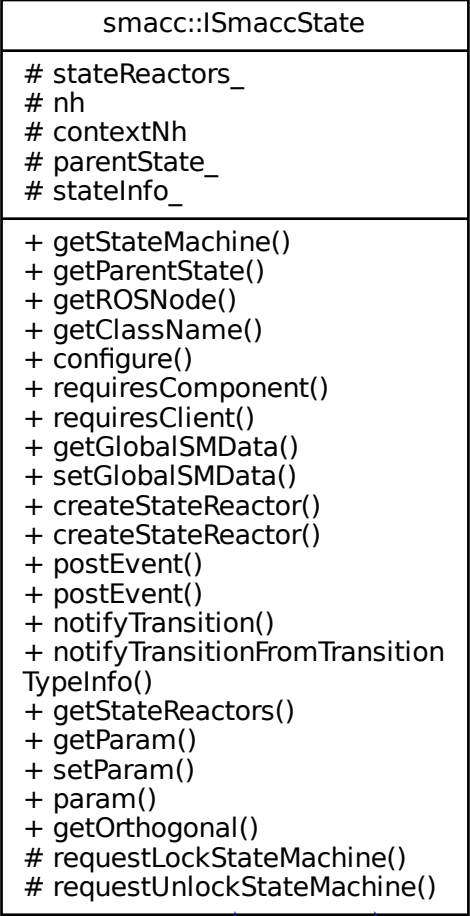 smacc::ISmaccState
# stateReactors_
# nh
# contextNh
# parentState_
# stateInfo_
+ getStateMachine()
+ getParentState()
+ getROSNode()
+ getClassName()
+ configure()
+ requiresComponent()
+ requiresClient()
+ getGlobalSMData()
+ setGlobalSMData()
+ createStateReactor()
+ createStateReactor()
+ postEvent()
+ postEvent()
+ notifyTransition()
+ notifyTransitionFromTransition
TypeInfo()
+ getStateReactors()
+ getParam()
+ setParam()
+ param()
+ getOrthogonal()
# requestLockStateMachine()
# requestUnlockStateMachine()